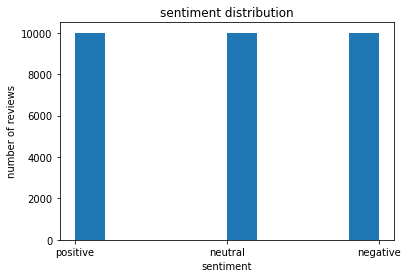 sentiment distribution
number of reviews
10000
8000
6000
4000
2000
0
positive neutral negative
sentiment